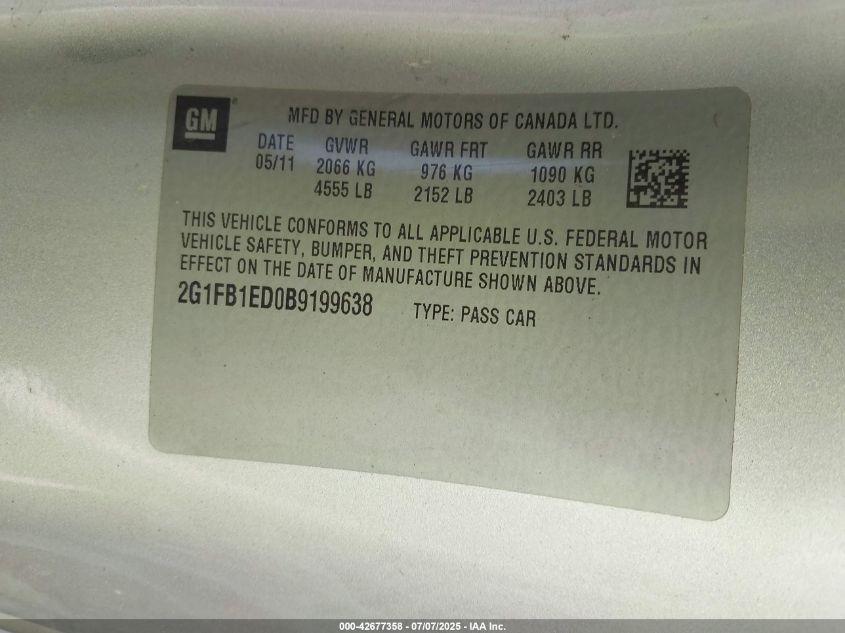 GM
MFD BY GENERAL MOTORS OF CANADA LTD.
DATE GVWR GAWR FRT GAWR RR
05/11 2066 KG 976 KG 1090 KG
4555 LB 2152 LB 2403 LB
THIS VEHICLE CONFORMS TO ALL APPLICABLE U.S. FEDERAL MOTOR
VEHICLE SAFETY, BUMPER, AND THEFT PREVENTION STANDARDS IN
EFFECT ON THE DATE OF MANUFACTURE SHOWN ABOVE.
2G1FB1ED0B9199638 TYPE: PASS CAR
000-42677358 - 07/07/2025 - IAA Inc.